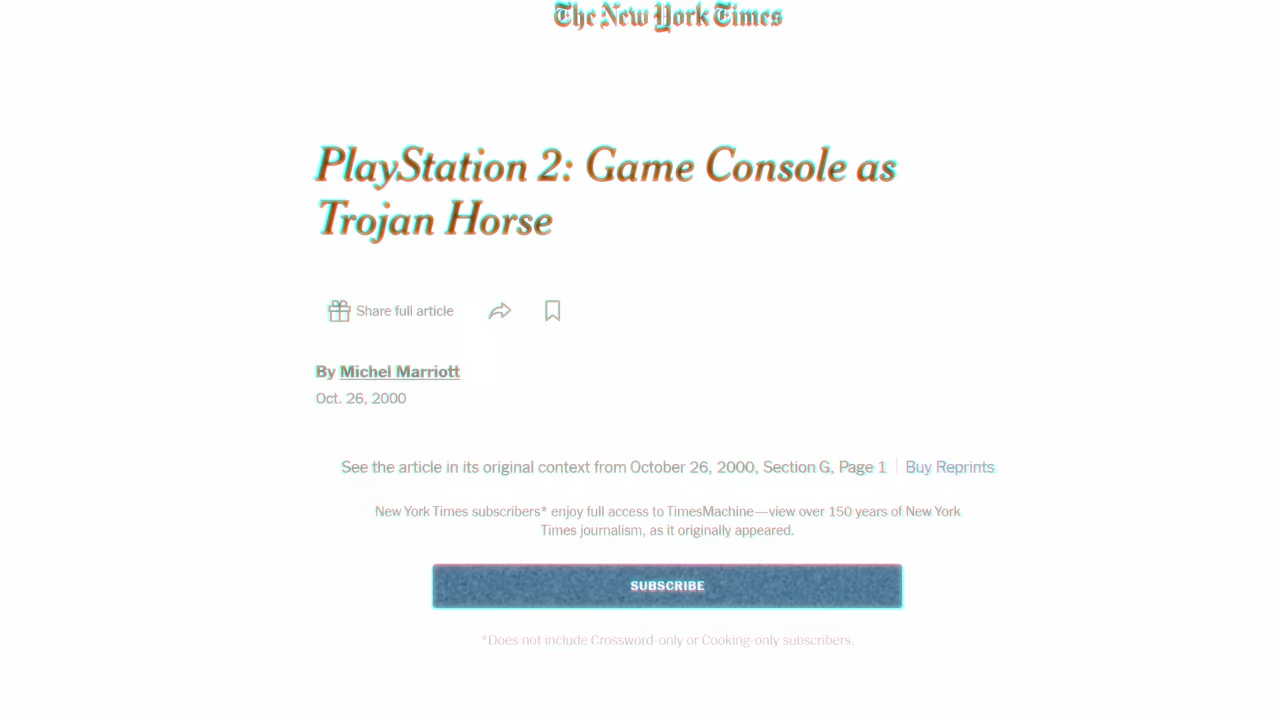 The New York Times
PlayStation 2: Game Console as
Trojan Horse
Share full article
By Michel Marriott
Oct. 26, 2000
See the article in its original context from October 26, 2000, Section G, Page 1 Buy Reprints
New York Times subscribers* enjoy full access to TimesMachine—view over 150 years of New York
Times journalism, as it originally appeared.
SUBSCRIBE
*Does not include Crossword-only or Cooking-only subscribers.